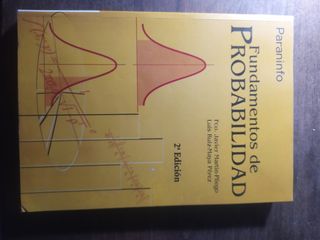 Paraninfo
Fundamentos de
PROBABILIDAD
Fco. Javier Martín-Pliego
Luis Ruiz-Maya Pérez
2ª Edición